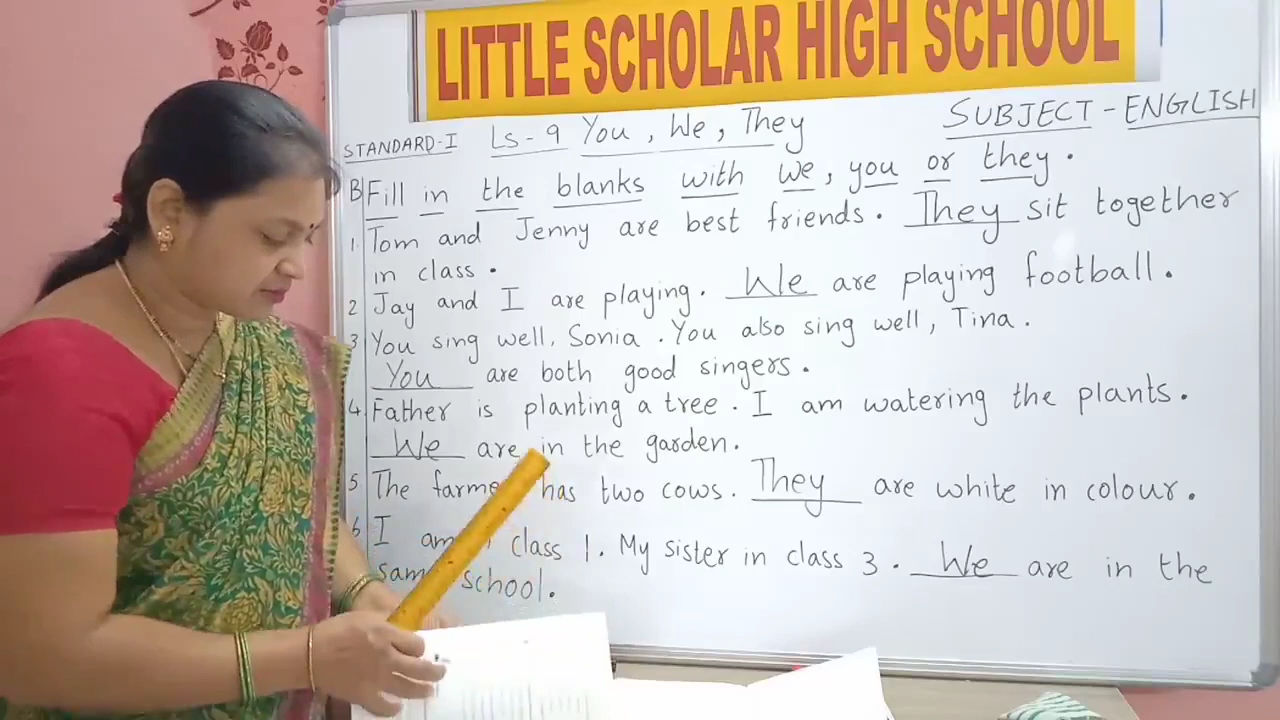 LITTLE SCHOLAR HIGH SCHOOL
STANDARD-I Ls-9 You, We, They SUBJECT-ENGLISH
B Fill in the blanks with we, you or they.
1. Tom and Jenny are best friends. They sit together
in class.
2 Jay and I are playing. We are playing football.
3 You sing well, Sonia. You also sing well, Tina.
You are both good singers.
4. Father is planting a tree. I am watering the plants.
We are in the garden.
5 The has two cows. They are white in colour.
6 I am class 1. My sister in class 3. We are in the
school.